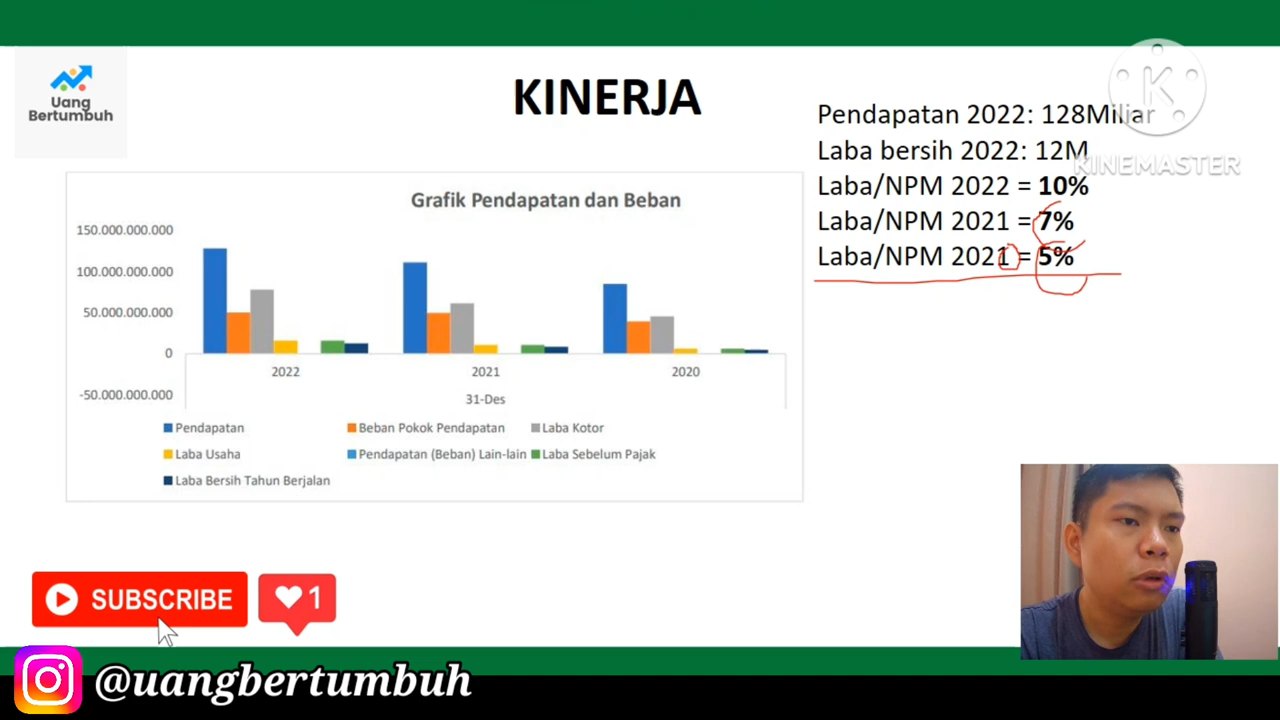 Uang
Bertumbuh
KINERJA
Pendapatan 2022: 128Miliar
Laba bersih 2022: 12M
KINEMASTER
Laba/NPM 2022 = 10%
Laba/NPM 2021 = 7%
Laba/NPM 2021 = 5%
Grafik Pendapatan dan Beban
150.000.000.000
100.000.000.000
50.000.000.000
0
-50.000.000.000
2022 2021 2020
31-Des
Pendapatan Beban Pokok Pendapatan Laba Kotor
Laba Usaha Pendapatan (Beban) Lain-lain Laba Sebelum Pajak
Laba Bersih Tahun Berjalan
SUBSCRIBE 1
@uangbertumbuh